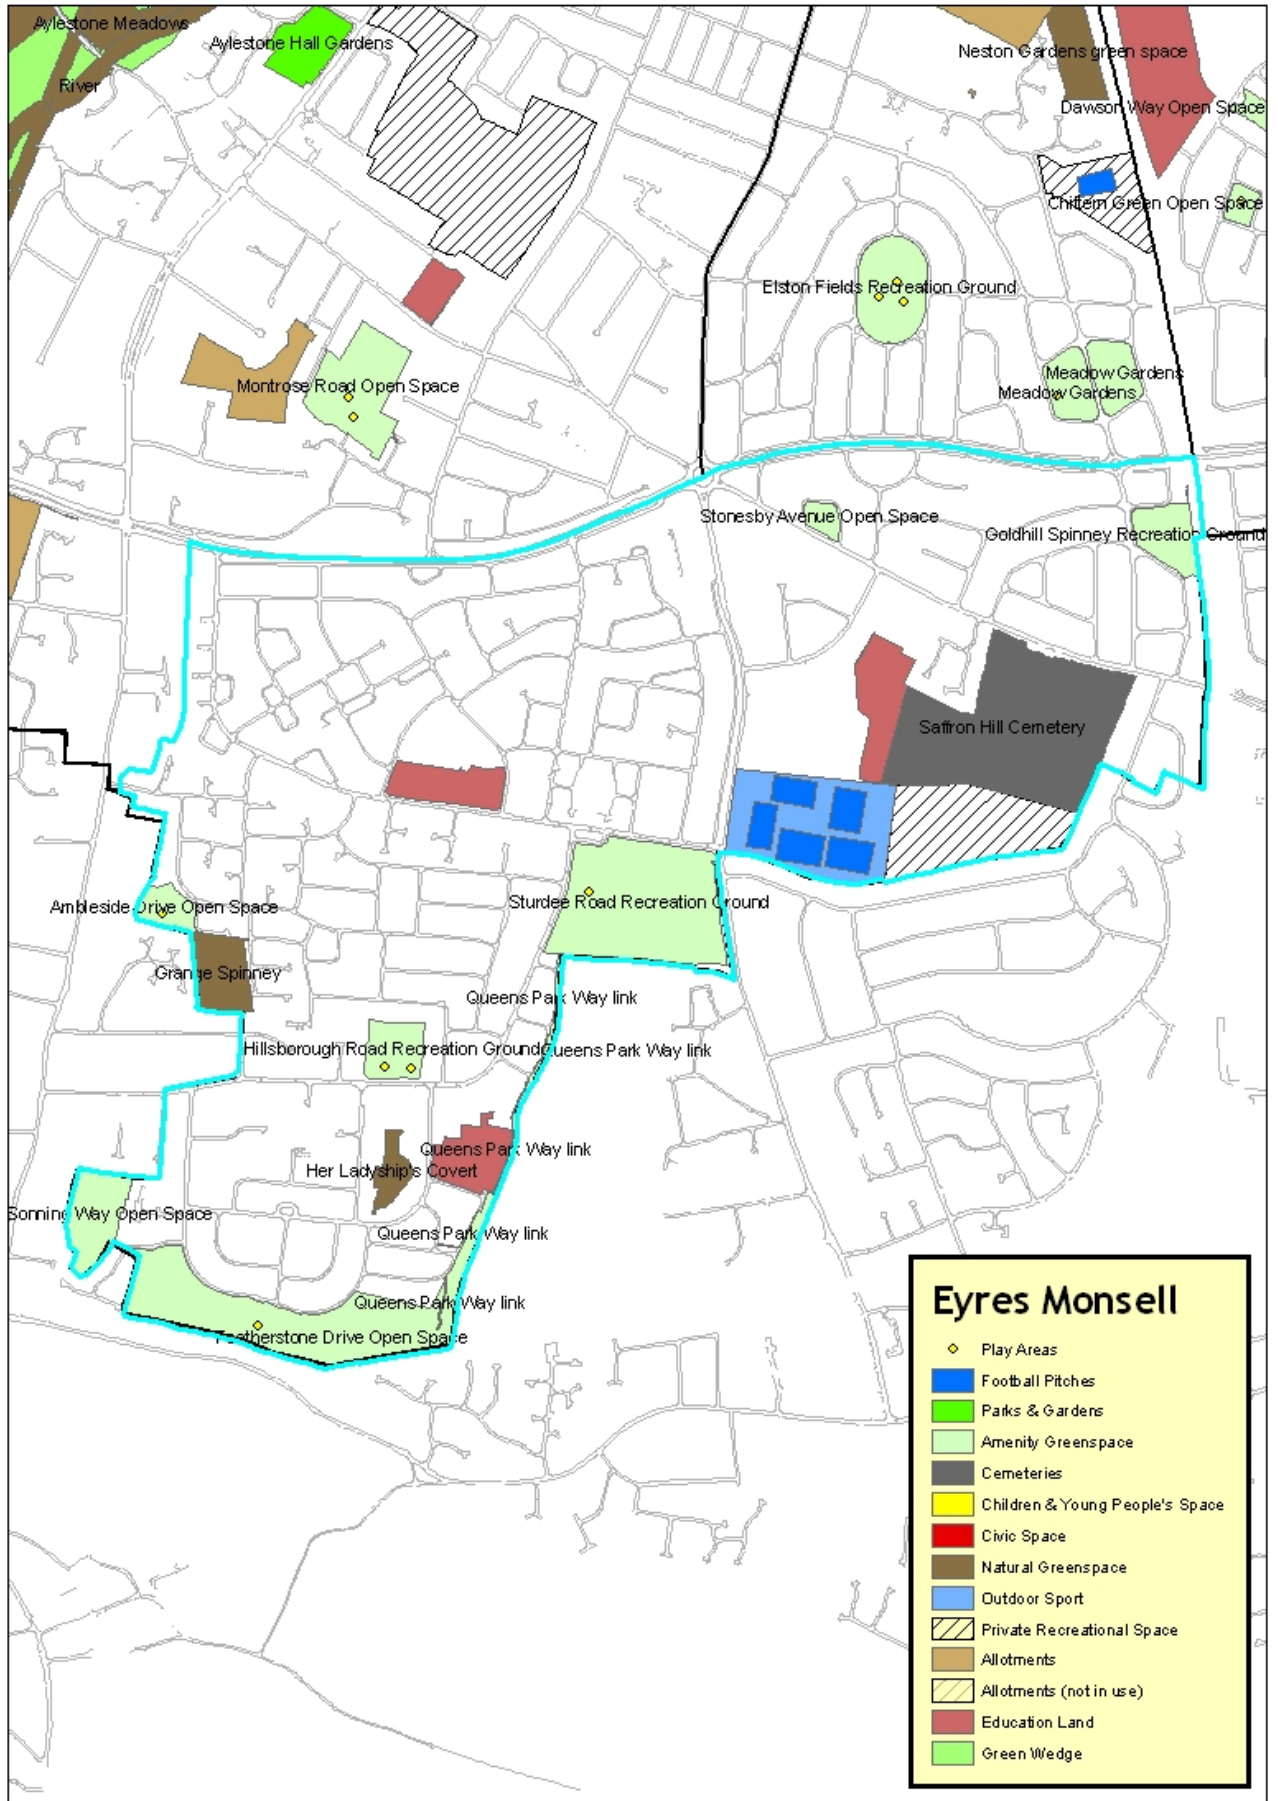 Aylestone Meadows
Aylestone Hall Gardens
Neston Gardens green space
River
Dawson Way Open Space
Chiltern Green Open Space
Elston Fields Recreation Ground
Meadow Gardens
Montrose Road Open Space
Meadow Gardens
Stonesby Avenue Open Space
Goldhill Spinney Recreation Ground
Saffron Hill Cemetery
Sturdee Road Recreation Ground
Ambleside Drive Open Space
Grange Spinney
Queens Park Way link
Hillsborough Road Recreation Ground
Queens Park Way link
Queens Park Way link
Her Ladyship's Covert
Sonning Way Open Space
Queens Park Way link
Queens Park Way link
Featherstone Drive Open Space
Eyres Monsell
Play Areas
Football Pitches
Parks & Gardens
Amenity Greenspace
Cemeteries
Children & Young People's Space
Civic Space
Natural Greenspace
Outdoor Sport
Private Recreational Space
Allotments
Allotments (not in use)
Education Land
Green Wedge